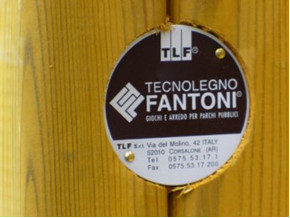 TLF®
TECNOLEGNO
FANTONI®
GIOCHI E ARREDO PER PARCHI PUBBLICI
TLF S.r.l. Via del Molino, 42 ITALY
52010 CORSALONE (AR)
Tel 0575 53.17.1
Fax 0575 53.17.200